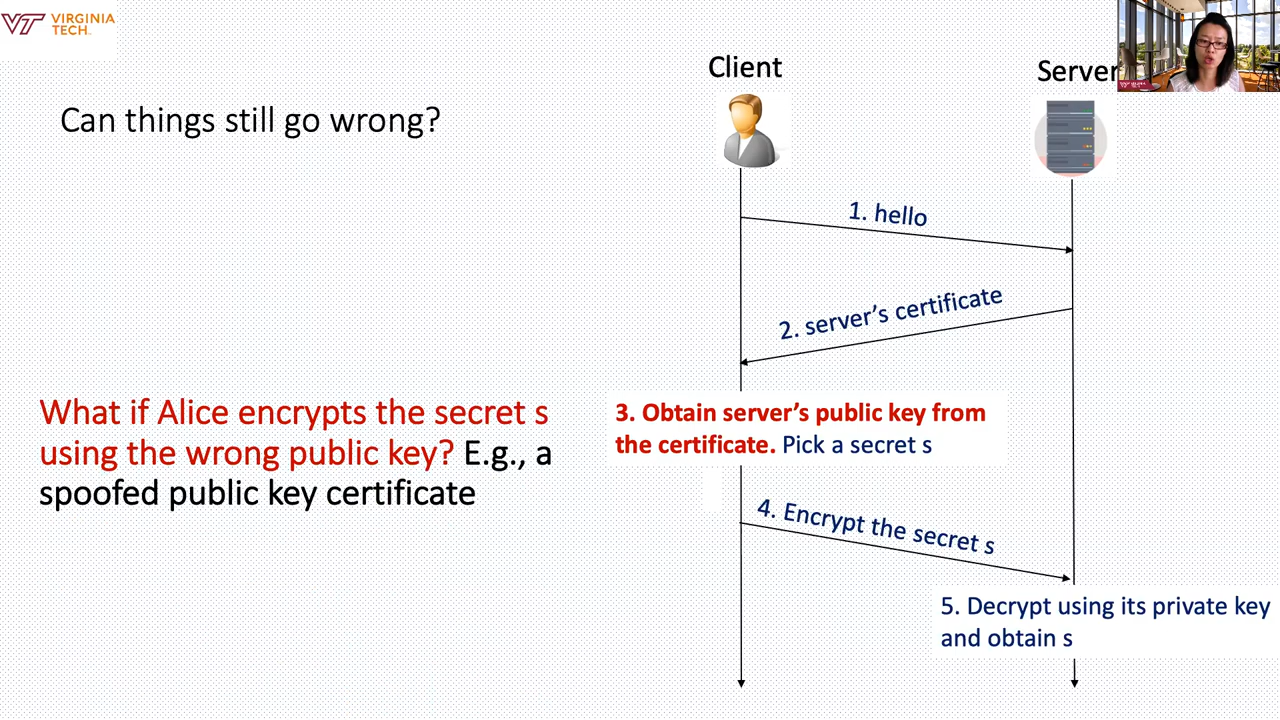 VT VIRGINIA
TECH
Client
Server
Can things still go wrong?
1. hello
2. server's certificate
What if Alice encrypts the secret s
using the wrong public key? E.g., a
spoofed public key certificate
3. Obtain server's public key from
the certificate. Pick a secret s
4. Encrypt the secret s
5. Decrypt using its private key
and obtain s